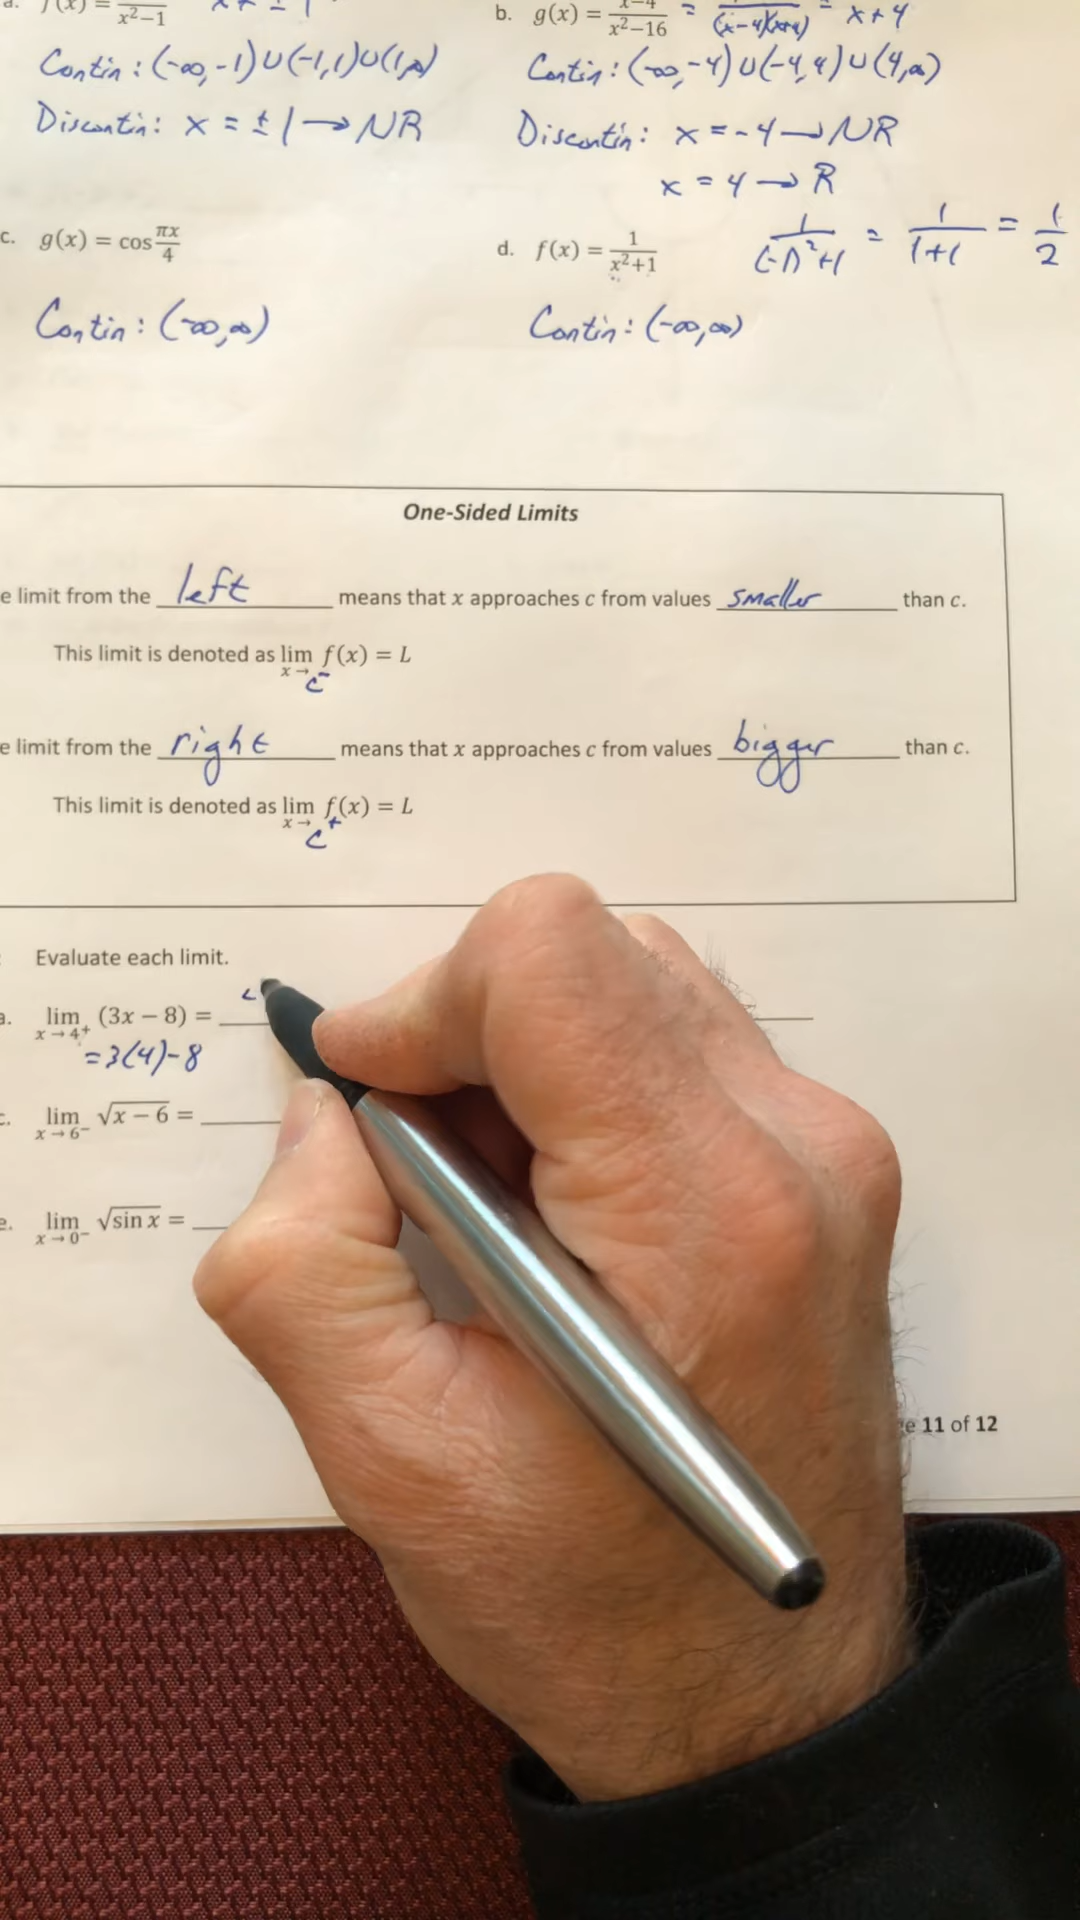 a. f(x) = x²−1 x ≠ ± 1
b. g(x) = x−4/x²−16 = /(x-4)(x+4) = x+4
Contin: (-∞,-1)∪(-1,1)∪(1,∞)
Contin: (-∞,-4)∪(-4,4)∪(4,∞)
Discontin: x = ±1 → NR
Discontin: x = -4 → NR
x = 4 → R
c. g(x) = cos πx/4
d. f(x) = 1/x²+1 1/(-1)²+1 = 1/1+1 = 1/2
Contin: (-∞,∞)
Contin: (-∞,∞)
One-Sided Limits
e limit from the left means that x approaches c from values smaller than c.
This limit is denoted as lim x→c⁻ f(x) = L
e limit from the right means that x approaches c from values bigger than c.
This limit is denoted as lim x→c⁺ f(x) = L
Evaluate each limit.
a. lim x→4⁺ (3x − 8) =
=3(4)-8
c. lim x→6⁻ √x − 6 =
e. lim x→0⁻ √sin x =
e 11 of 12